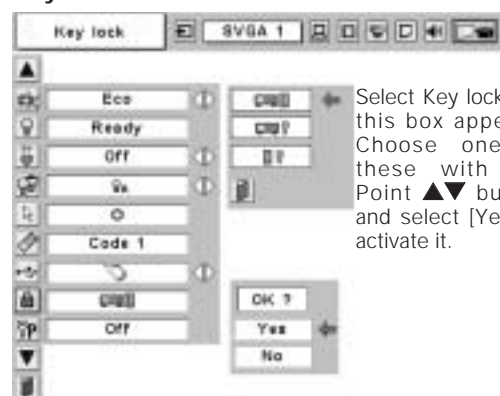 Key lock
SVGA 1
Eco
Ready
Off
Code 1
Off
OK ?
Yes
No
Select Key lock
this box appe
Choose one
these with
Point ▲▼ bu
and select [Ye
activate it.